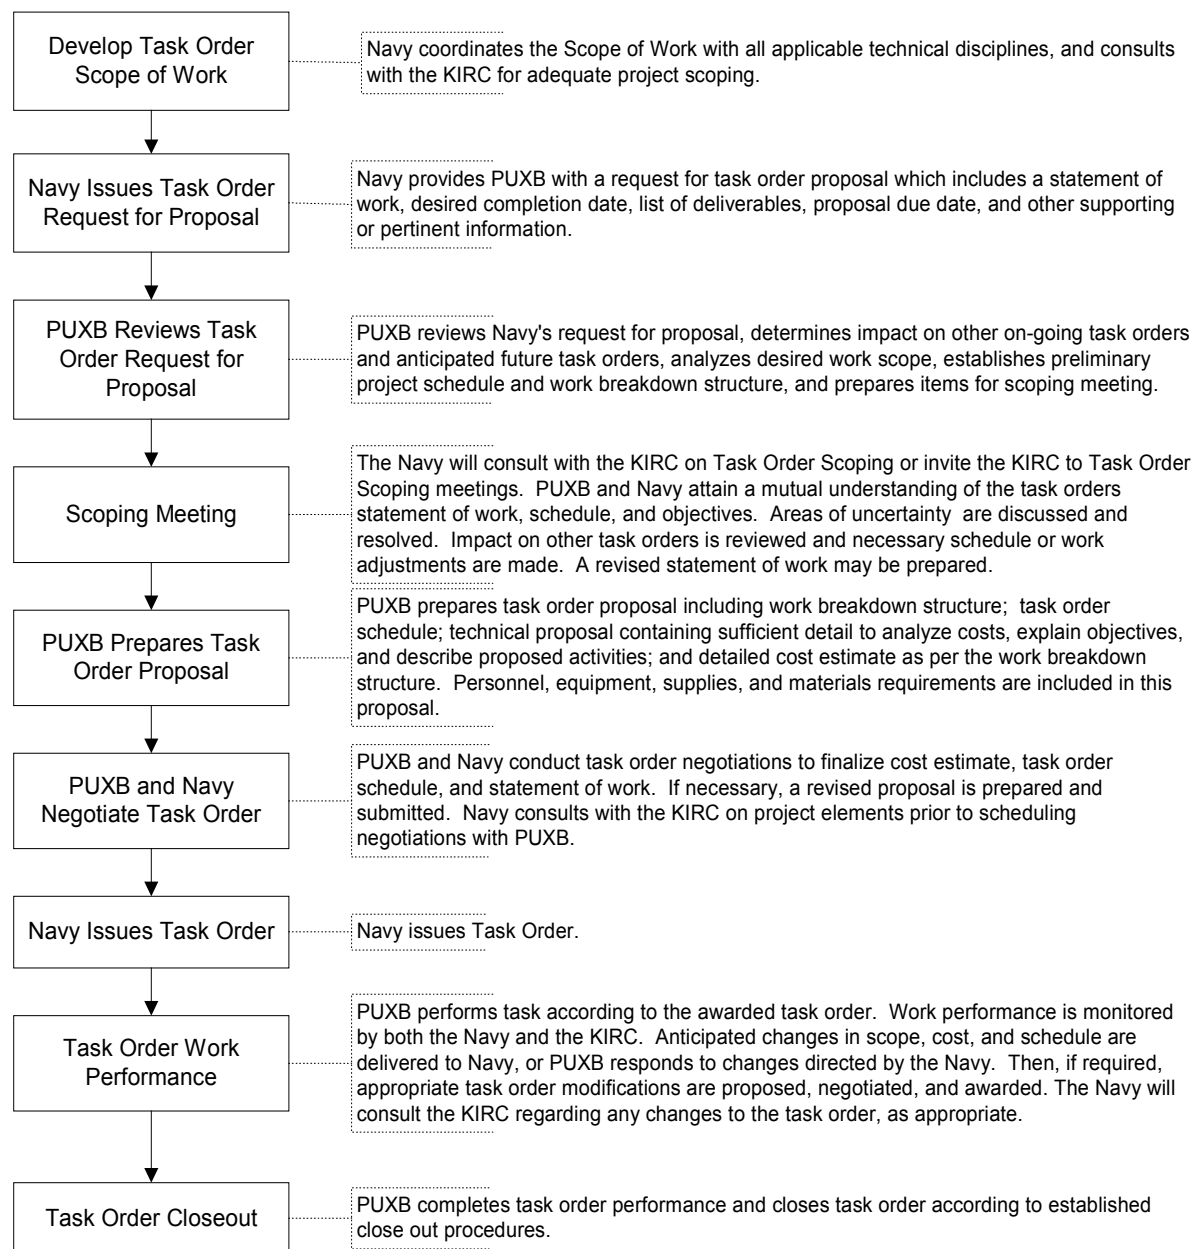 Develop Task Order
Scope of Work
Navy coordinates the Scope of Work with all applicable technical disciplines, and consults
with the KIRC for adequate project scoping.
Navy Issues Task Order
Request for Proposal
Navy provides PUXB with a request for task order proposal which includes a statement of
work, desired completion date, list of deliverables, proposal due date, and other supporting
or pertinent information.
PUXB Reviews Task
Order Request for
Proposal
PUXB reviews Navy's request for proposal, determines impact on other on-going task orders
and anticipated future task orders, analyzes desired work scope, establishes preliminary
project schedule and work breakdown structure, and prepares items for scoping meeting.
Scoping Meeting
The Navy will consult with the KIRC on Task Order Scoping or invite the KIRC to Task Order
Scoping meetings. PUXB and Navy attain a mutual understanding of the task orders
statement of work, schedule, and objectives. Areas of uncertainty are discussed and
resolved. Impact on other task orders is reviewed and necessary schedule or work
adjustments are made. A revised statement of work may be prepared.
PUXB Prepares Task
Order Proposal
PUXB prepares task order proposal including work breakdown structure; task order
schedule; technical proposal containing sufficient detail to analyze costs, explain objectives,
and describe proposed activities; and detailed cost estimate as per the work breakdown
structure. Personnel, equipment, supplies, and materials requirements are included in this
proposal.
PUXB and Navy
Negotiate Task Order
PUXB and Navy conduct task order negotiations to finalize cost estimate, task order
schedule, and statement of work. If necessary, a revised proposal is prepared and
submitted. Navy consults with the KIRC on project elements prior to scheduling
negotiations with PUXB.
Navy Issues Task Order
Navy issues Task Order.
Task Order Work
Performance
PUXB performs task according to the awarded task order. Work performance is monitored
by both the Navy and the KIRC. Anticipated changes in scope, cost, and schedule are
delivered to Navy, or PUXB responds to changes directed by the Navy. Then, if required,
appropriate task order modifications are proposed, negotiated, and awarded. The Navy will
consult the KIRC regarding any changes to the task order, as appropriate.
Task Order Closeout
PUXB completes task order performance and closes task order according to established
close out procedures.